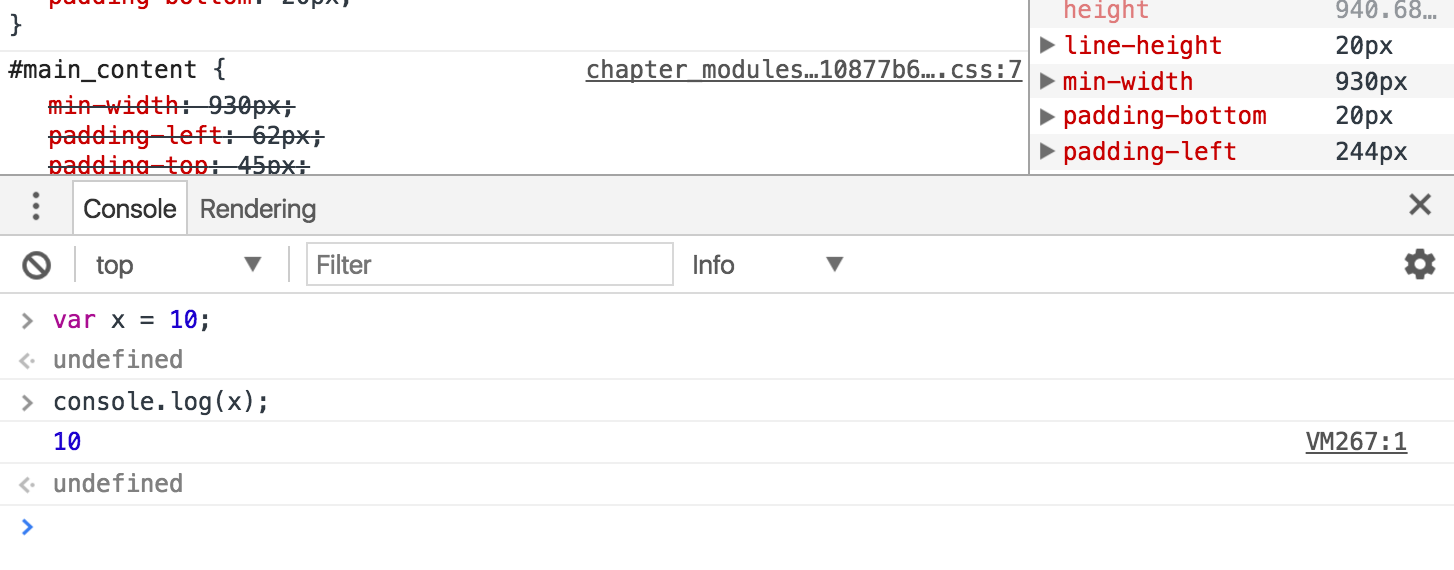 padding-bottom: 20px;
}
#main_content { chapter_modules…10877b6….css:7
min-width: 930px;
padding-left: 62px;
padding-top: 45px;
height 940.68…
line-height 20px
min-width 930px
padding-bottom 20px
padding-left 244px
Console Rendering
top Filter Info
> var x = 10;
undefined
> console.log(x);
10 VM267:1
undefined
>